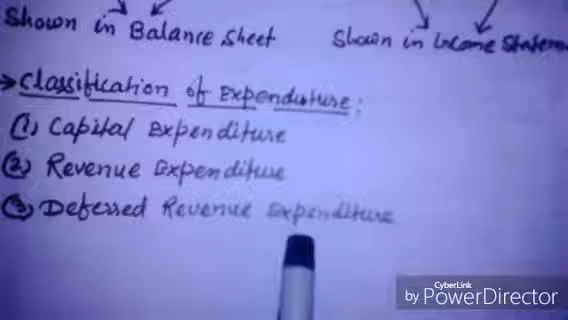 Shown in Balance Sheet
Shown in Income Statem
→ Classification of Expenditure :
(1) Capital Expenditure
(2) Revenue Expenditure
(3) Deferred Revenue Expenditure
CyberLink
by PowerDirector